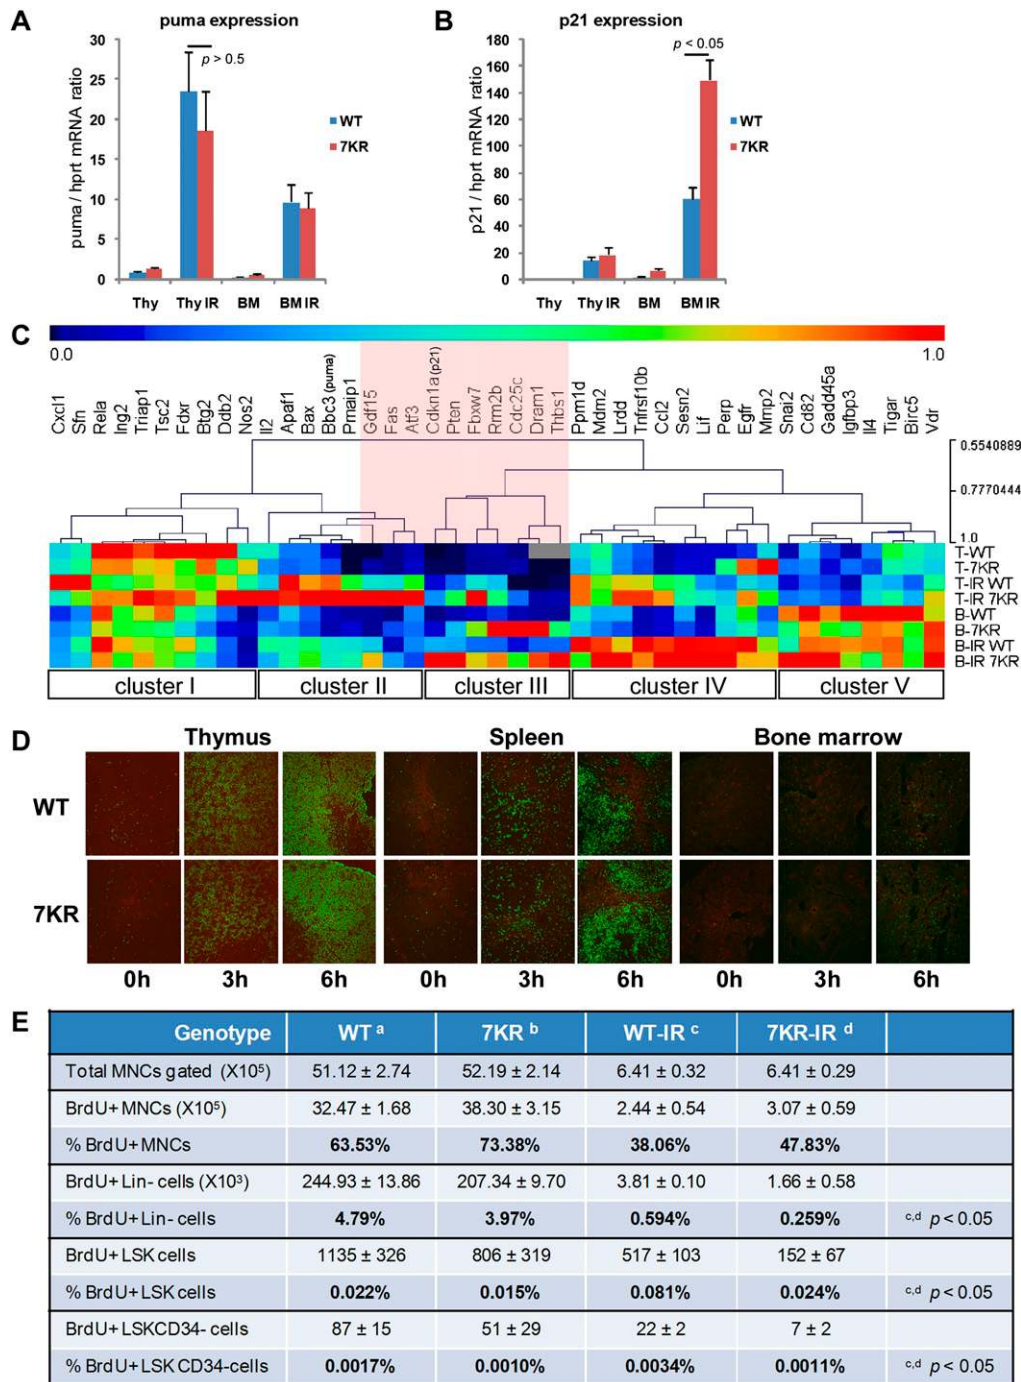 A
puma expression
puma / hprt mRNA ratio
30
25
20
15
10
5
0
p > 0.5
WT
7KR
Thy
Thy IR
BM
BM IR
B
p21 expression
p21 / hprt mRNA ratio
180
160
140
120
100
80
60
40
20
0
p < 0.05
WT
7KR
Thy
Thy IR
BM
BM IR
C
0.0
1.0
Cxcl1
Sfn
Rela
Ing2
Triap1
Tsc2
Fdxr
Btg2
Ddb2
Nos2
Il2
Apaf1
Bax
Bbc3 (puma)
Pmaip1
Gdf15
Fas
Atf3
Cdkn1a (p21)
Pten
Fbxw7
Rrm2b
Cdc25c
Dram1
Thbs1
Ppm1d
Mdm2
Lrdd
Tnfrsf10b
Ccl2
Sesn2
Lif
Perp
Egfr
Mmp2
Snai2
Cd82
Gadd45a
Igfbp3
Il4
Tigar
Birc5
Vdr
0.5540889
0.7770444
1.0
T-WT
T-7KR
T-IR WT
T-IR 7KR
B-WT
B-7KR
B-IR WT
B-IR 7KR
cluster I
cluster II
cluster III
cluster IV
cluster V
D
Thymus
Spleen
Bone marrow
WT
7KR
0h 3h 6h 0h 3h 6h 0h 3h 6h
E
Genotype WT a 7KR b WT-IR c 7KR-IR d
Total MNCs gated (X10⁵) 51.12 ± 2.74 52.19 ± 2.14 6.41 ± 0.32 6.41 ± 0.29
BrdU+ MNCs (X10⁵) 32.47 ± 1.68 38.30 ± 3.15 2.44 ± 0.54 3.07 ± 0.59
% BrdU+ MNCs 63.53% 73.38% 38.06% 47.83%
BrdU+ Lin- cells (X10³) 244.93 ± 13.86 207.34 ± 9.70 3.81 ± 0.10 1.66 ± 0.58
% BrdU+ Lin- cells 4.79% 3.97% 0.594% 0.259% c,d p < 0.05
BrdU+ LSK cells 1135 ± 326 806 ± 319 517 ± 103 152 ± 67
% BrdU+ LSK cells 0.022% 0.015% 0.081% 0.024% c,d p < 0.05
BrdU+ LSKCD34- cells 87 ± 15 51 ± 29 22 ± 2 7 ± 2
% BrdU+ LSK CD34-cells 0.0017% 0.0010% 0.0034% 0.0011% c,d p < 0.05